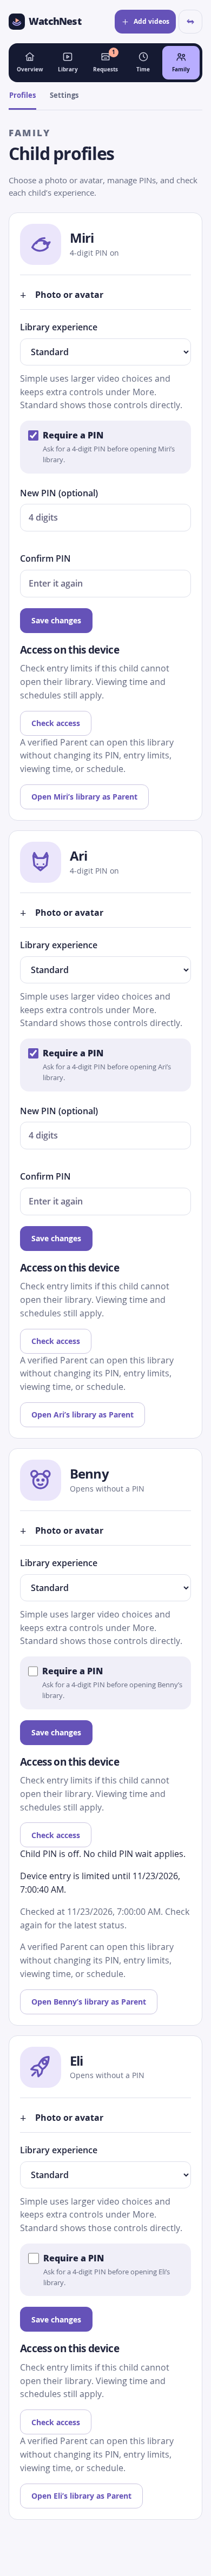 WatchNest
+ Add videos
Overview
Library
1
Requests
Time
Family
Profiles
Settings
FAMILY
Child profiles
Choose a photo or avatar, manage PINs, and check
each child's experience.
Miri
4-digit PIN on
+ Photo or avatar
Library experience
Standard
Simple uses larger video choices and
keeps extra controls under More.
Standard shows those controls directly.
Require a PIN
Ask for a 4-digit PIN before opening Miri's
library.
New PIN (optional)
4 digits
Confirm PIN
Enter it again
Save changes
Access on this device
Check entry limits if this child cannot
open their library. Viewing time and
schedules still apply.
Check access
A verified Parent can open this library
without changing its PIN, entry limits,
viewing time, or schedule.
Open Miri's library as Parent
Ari
4-digit PIN on
+ Photo or avatar
Library experience
Standard
Simple uses larger video choices and
keeps extra controls under More.
Standard shows those controls directly.
Require a PIN
Ask for a 4-digit PIN before opening Ari's
library.
New PIN (optional)
4 digits
Confirm PIN
Enter it again
Save changes
Access on this device
Check entry limits if this child cannot
open their library. Viewing time and
schedules still apply.
Check access
A verified Parent can open this library
without changing its PIN, entry limits,
viewing time, or schedule.
Open Ari's library as Parent
Benny
Opens without a PIN
+ Photo or avatar
Library experience
Standard
Simple uses larger video choices and
keeps extra controls under More.
Standard shows those controls directly.
Require a PIN
Ask for a 4-digit PIN before opening Benny's
library.
Save changes
Access on this device
Check entry limits if this child cannot
open their library. Viewing time and
schedules still apply.
Check access
Child PIN is off. No child PIN wait applies.
Device entry is limited until 11/23/2026,
7:00:40 AM.
Checked at 11/23/2026, 7:00:00 AM. Check
again for the latest status.
A verified Parent can open this library
without changing its PIN, entry limits,
viewing time, or schedule.
Open Benny's library as Parent
Eli
Opens without a PIN
+ Photo or avatar
Library experience
Standard
Simple uses larger video choices and
keeps extra controls under More.
Standard shows those controls directly.
Require a PIN
Ask for a 4-digit PIN before opening Eli's
library.
Save changes
Access on this device
Check entry limits if this child cannot
open their library. Viewing time and
schedules still apply.
Check access
A verified Parent can open this library
without changing its PIN, entry limits,
viewing time, or schedule.
Open Eli's library as Parent